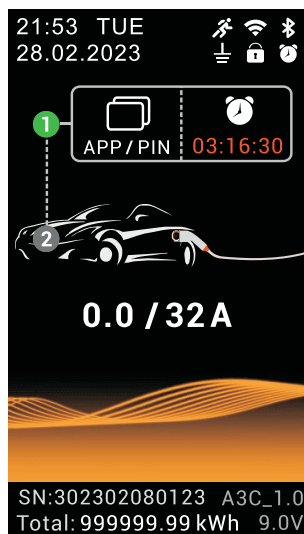 21:53 TUE
28.02.2023
1
APP/PIN 03:16:30
2
0.0 / 32 A
SN:302302080123 A3C_1.0
Total: 999999.99 kWh 9.0V